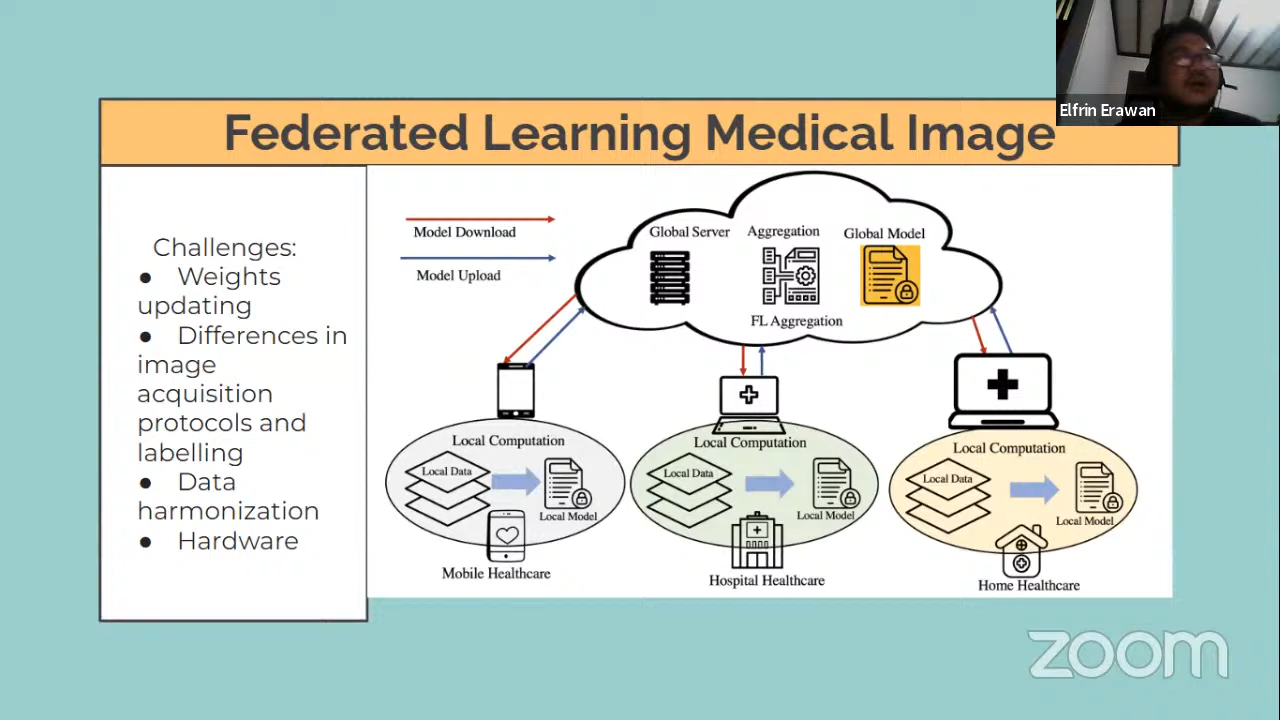 Elfrin Erawan
Federated Learning Medical Image
Challenges:
● Weights
updating
● Differences in
image
acquisition
protocols and
labelling
● Data
harmonization
● Hardware
Model Download
Model Upload
Global Server
Aggregation
Global Model
FL Aggregation
Local Computation
Local Data
Local Model
Mobile Healthcare
Local Computation
Local Data
Local Model
Hospital Healthcare
Local Computation
Local Data
Local Model
Home Healthcare
zoom